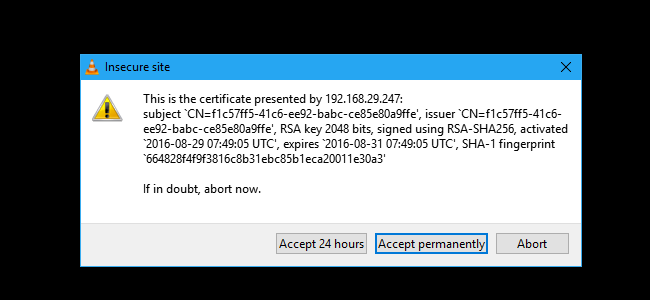 Insecure site
This is the certificate presented by 192.168.29.247:
subject `CN=f1c57ff5-41c6-ee92-babc-ce85e80a9ffe', issuer `CN=f1c57ff5-41c6-
ee92-babc-ce85e80a9ffe', RSA key 2048 bits, signed using RSA-SHA256, activated
`2016-08-29 07:49:05 UTC', expires `2016-08-31 07:49:05 UTC', SHA-1 fingerprint
`664828f4f9f3816c8b31ebc85b1eca20011e30a3'
If in doubt, abort now.
Accept 24 hours Accept permanently Abort